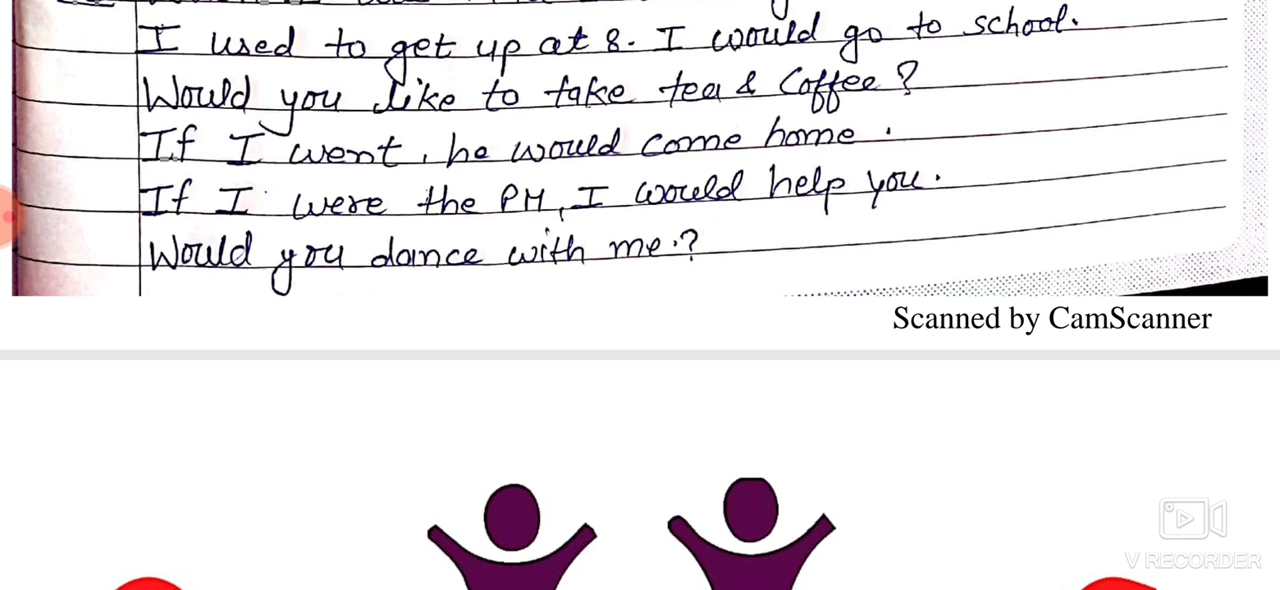 I used to get up at 8. I would go to school.
Would you like to take tea & Coffee?
If I went, he would come home.
If I were the PM, I would help you.
Would you dance with me.?
Scanned by CamScanner
V RECORDER